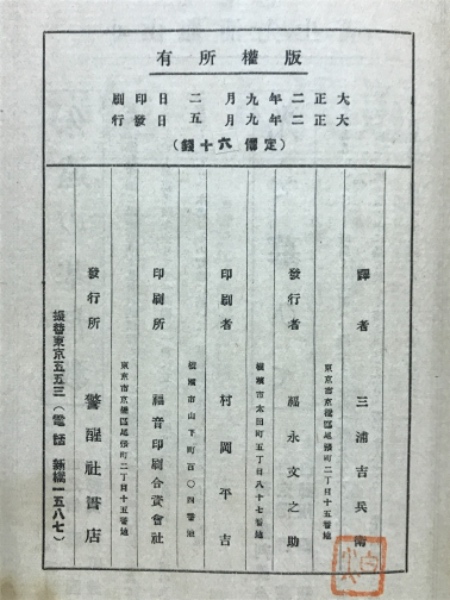 版權所有
大正二年九月二日印刷
大正二年九月五日發行
(定價六十錢)
譯者 三浦吉兵衞
東京市京橋區尾張町二丁目十五番地
發行者 福永文之助
橫濱市太田町五丁目八十七番地
印刷者 村岡平吉
橫濱市山下町百〇四番地
印刷所 福音印刷合資會社
東京市京橋區尾張町二丁目十五番地
發行所 警醒社書店
振替東京五五三(電話 新橋一五八七)
白